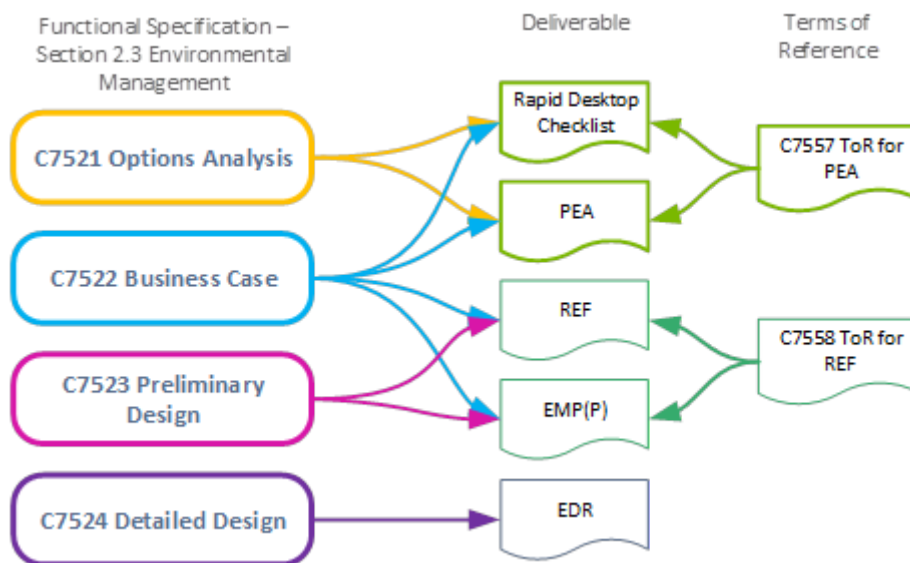 Functional Specification –
Section 2.3 Environmental
Management
Deliverable
Terms of
Reference
C7521 Options Analysis
C7522 Business Case
C7523 Preliminary
Design
C7524 Detailed Design
Rapid Desktop
Checklist
PEA
REF
EMP(P)
EDR
C7557 ToR for
PEA
C7558 ToR for
REF